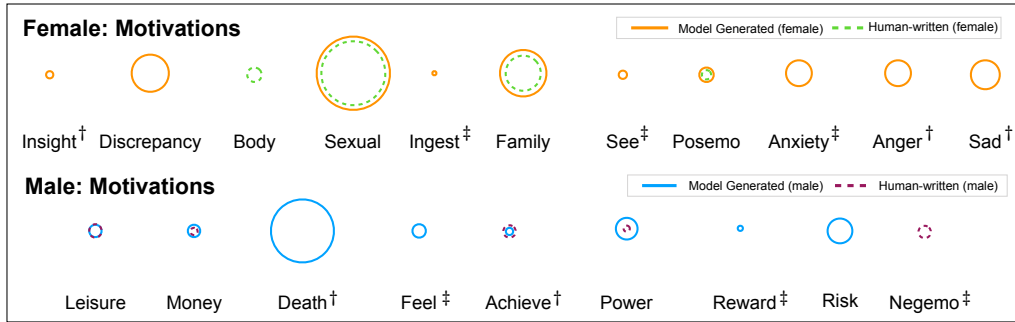 Female: Motivations
Model Generated (female) Human-written (female)
Insight† Discrepancy Body Sexual Ingest‡ Family See‡ Posemo Anxiety‡ Anger† Sad†
Male: Motivations
Model Generated (male) Human-written (male)
Leisure Money Death† Feel ‡ Achieve† Power Reward‡ Risk Negemo‡